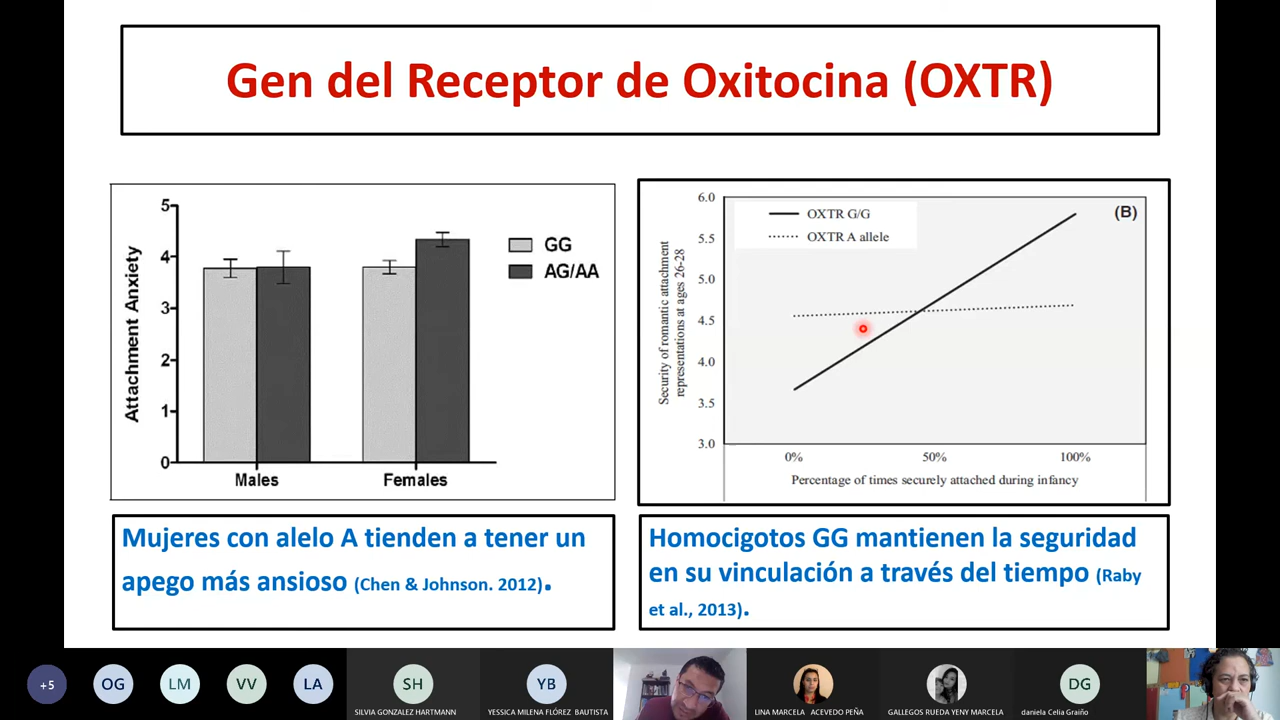 Gen del Receptor de Oxitocina (OXTR)
5
4
3
2
1
0
Attachment Anxiety
Males
Females
GG
AG/AA
6.0
5.5
5.0
4.5
4.0
3.5
3.0
Security of romantic attachment
representations at ages 26-28
OXTR G/G
OXTR A allele
(B)
0%
50%
100%
Percentage of times securely attached during infancy
Mujeres con alelo A tienden a tener un
apego más ansioso (Chen & Johnson. 2012).
Homocigotos GG mantienen la seguridad
en su vinculación a través del tiempo (Raby
et al., 2013).
+5
OG
LM
VV
LA
SH
SILVIA GONZALEZ HARTMANN
YB
YESSICA MILENA FLÓREZ BAUTISTA
LINA MARCELA ACEVEDO PEÑA
GALLEGOS RUEDA YENY MARCELA
DG
daniela Celia Graiño